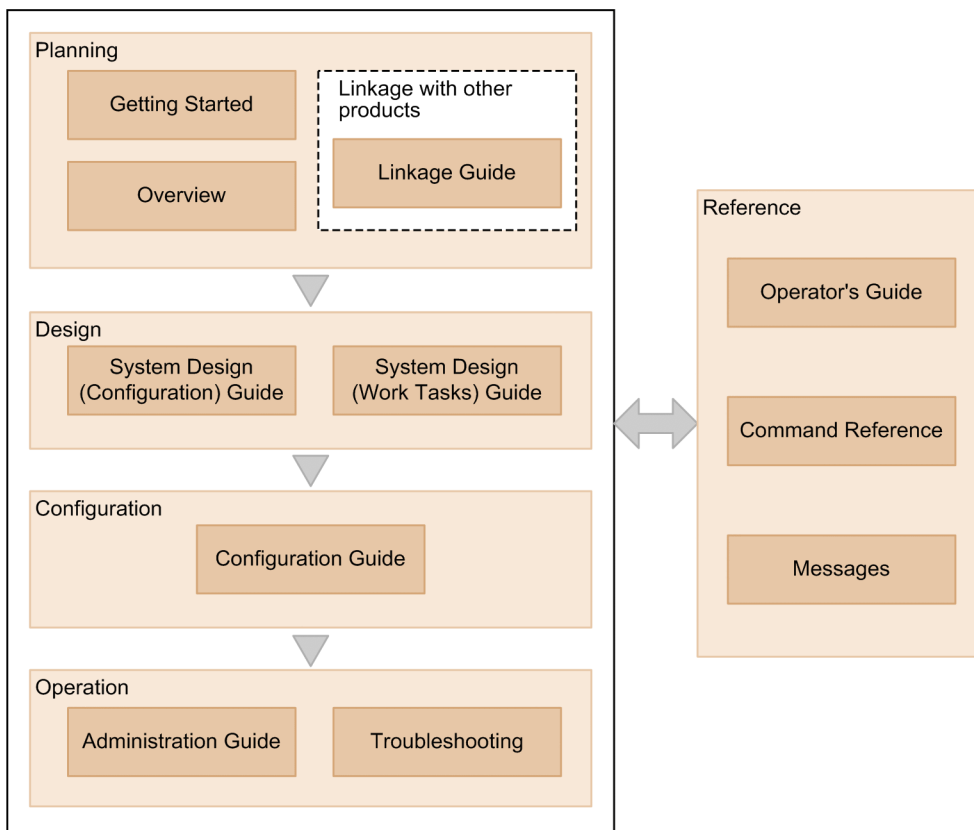 Planning
Getting Started
Overview
Linkage with other
products
Linkage Guide
Design
System Design
(Configuration) Guide
System Design
(Work Tasks) Guide
Configuration
Configuration Guide
Operation
Administration Guide
Troubleshooting
Reference
Operator's Guide
Command Reference
Messages